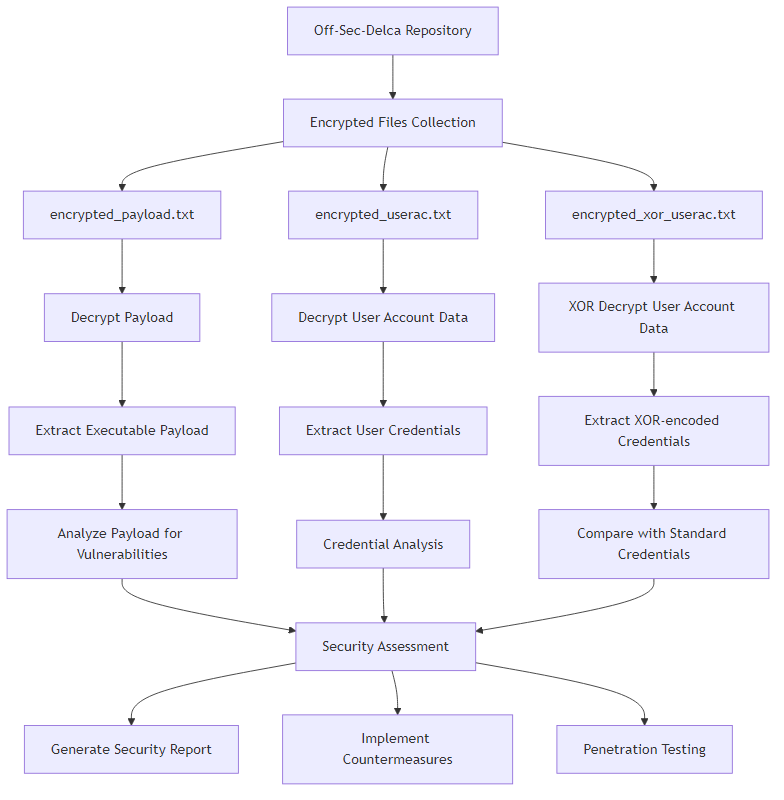 Off-Sec-Delca Repository
Encrypted Files Collection
encrypted_payload.txt
encrypted_userac.txt
encrypted_xor_userac.txt
Decrypt Payload
Decrypt User Account Data
XOR Decrypt User Account
Data
Extract Executable Payload
Extract User Credentials
Extract XOR-encoded
Credentials
Analyze Payload for
Vulnerabilities
Credential Analysis
Compare with Standard
Credentials
Security Assessment
Generate Security Report
Implement
Countermeasures
Penetration Testing